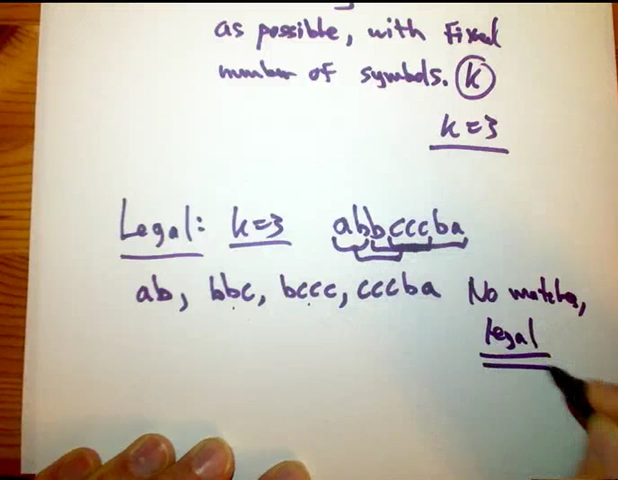 as possible, with Fixed
number of symbols. k
k=3
Legal: k=3 abbcccba
ab, bbc, bccc, cccba No matches,
legal